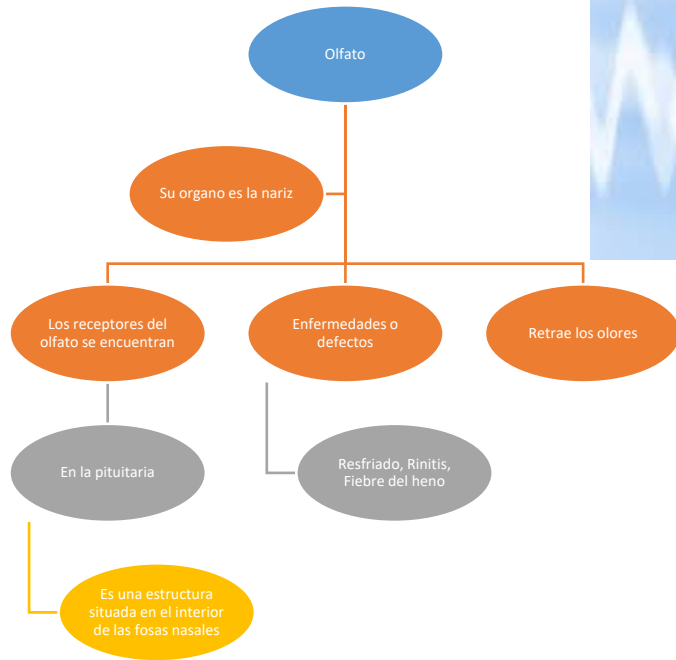 Olfato
Su organo es la nariz
Los receptores del
olfato se encuentran
Enfermedades o
defectos
Retrae los olores
En la pituitaria
Resfriado, Rinitis,
Fiebre del heno
Es una estructura
situada en el interior
de las fosas nasales